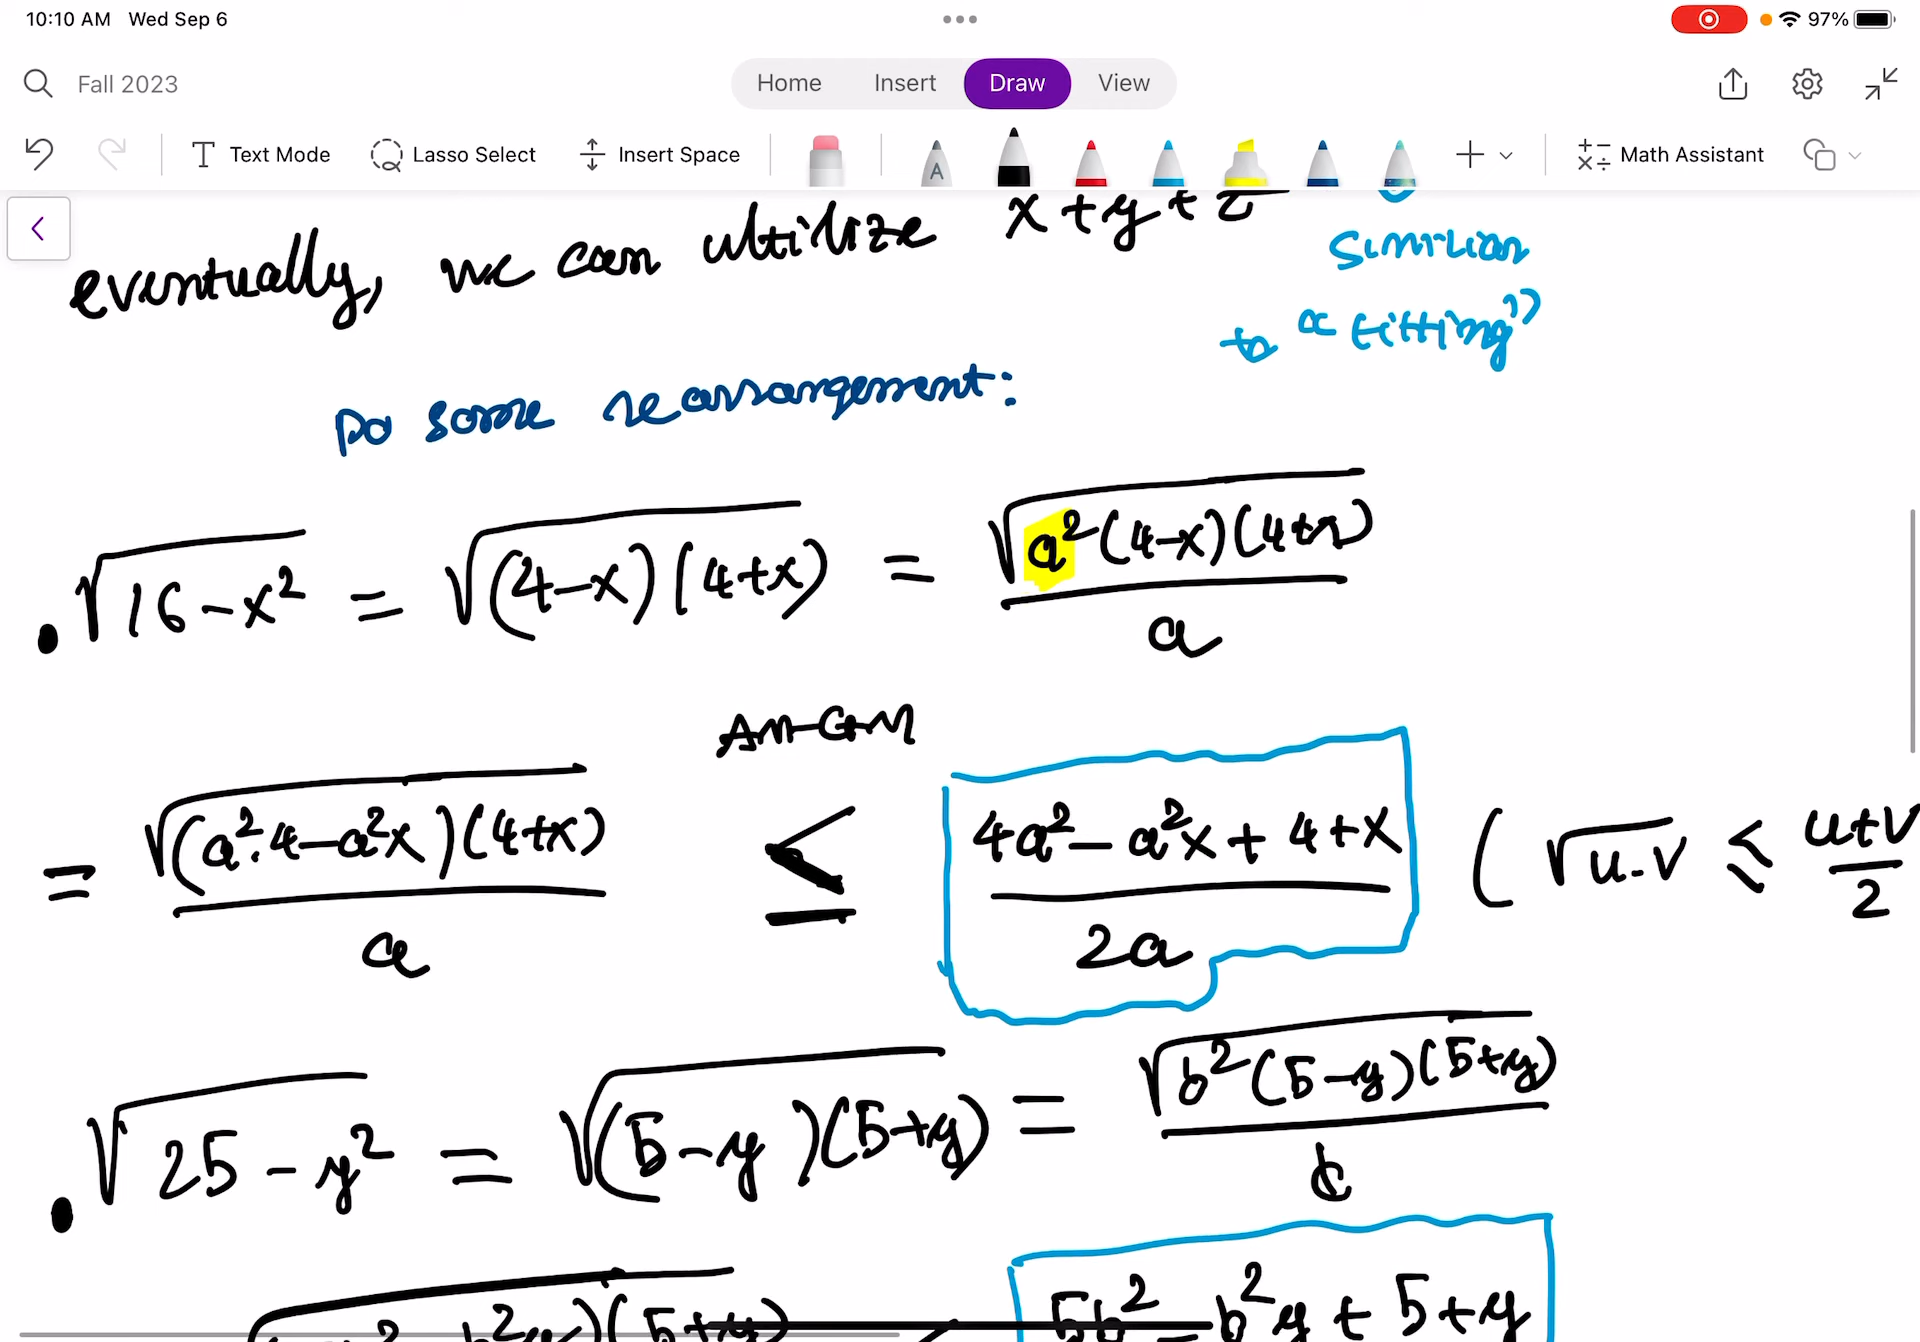 10:10 AM Wed Sep 6 97%
Fall 2023 Home Insert Draw View
Text Mode Lasso Select Insert Space A Math Assistant
eventually, we can ultilize x + y + z
similar
to "fitting"
Do some rearrangement:
√(16-x²) = √((4-x)(4+x)) = √(a²(4-x)(4+x)) / a
AM-GM
= √((a².4-a²x)(4+x)) / a ≤ (4a² - a²x + 4+x) / 2a ( √(u.v) ≤ (u+v)/2
√(25-y²) = √((5-y)(5+y)) = √(b²(5-y)(5+y)) / b
b²y)(5+y) 5b² - b²y + 5+y